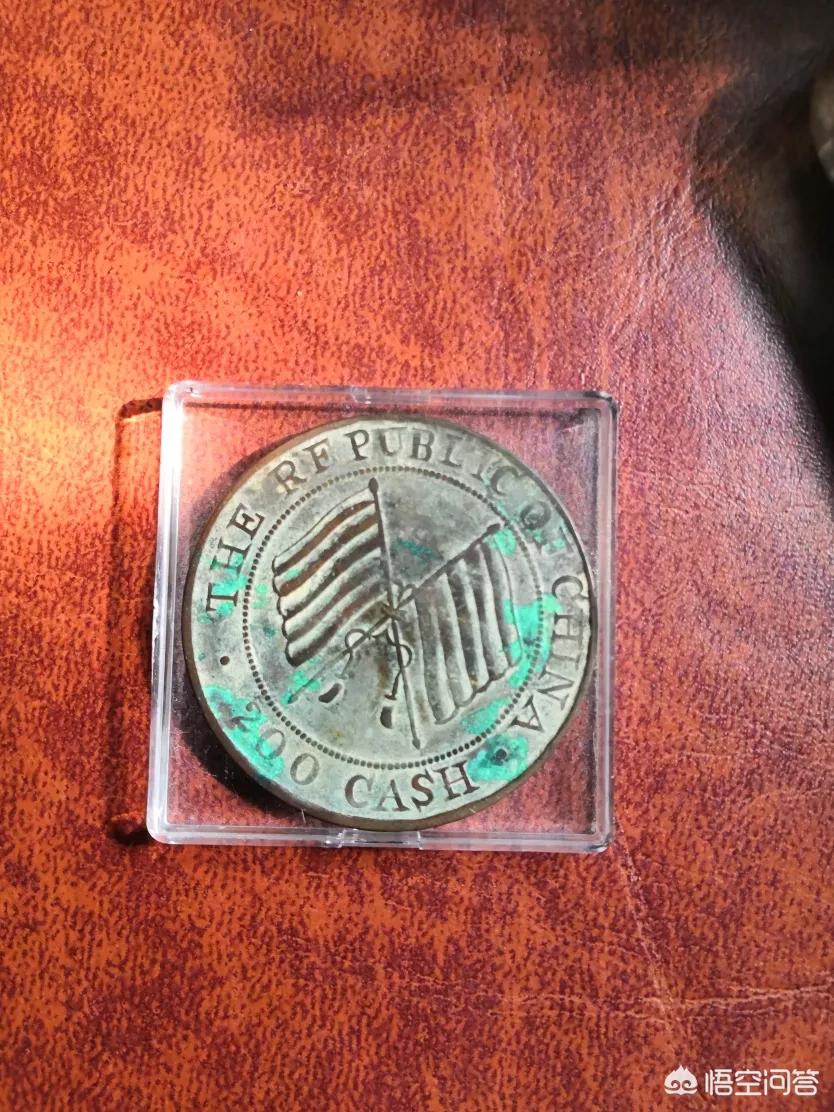 THE REPUBLIC OF CHINA
200 CASH
悟空问答